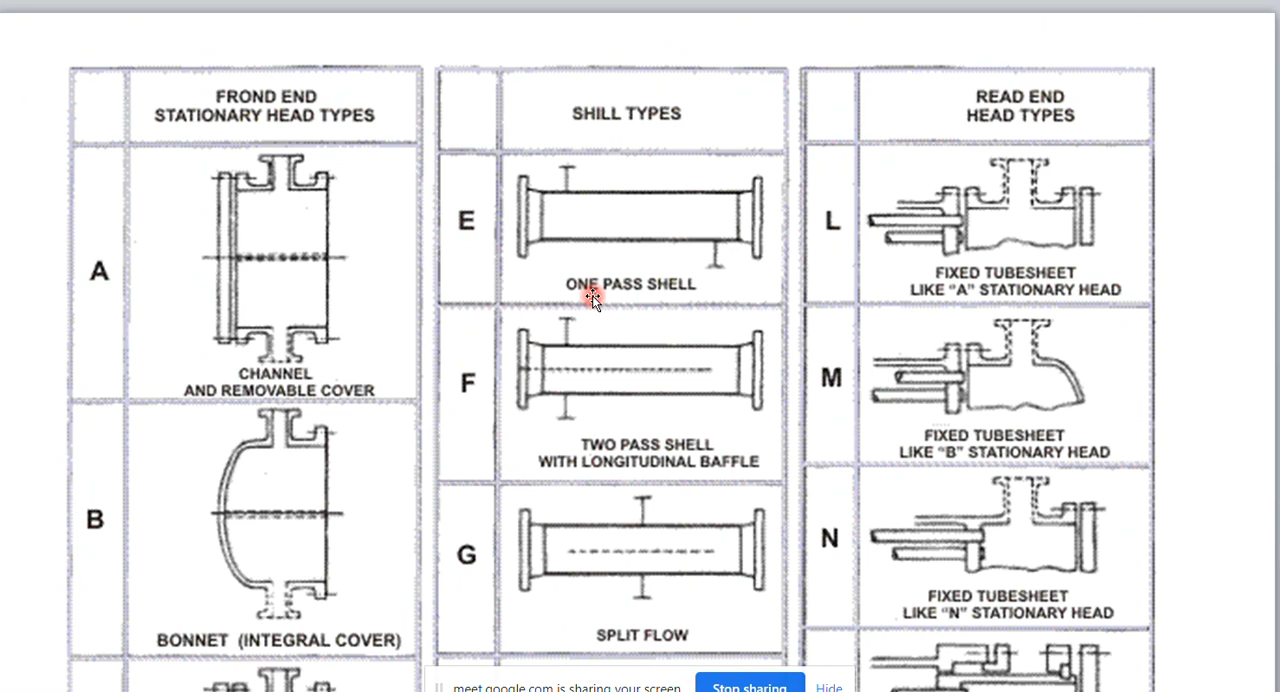 FROND END
STATIONARY HEAD TYPES
A
CHANNEL
AND REMOVABLE COVER
B
BONNET (INTEGRAL COVER)
SHILL TYPES
E
ONE PASS SHELL
F
TWO PASS SHELL
WITH LONGITUDINAL BAFFLE
G
SPLIT FLOW
READ END
HEAD TYPES
L
FIXED TUBESHEET
LIKE “A” STATIONARY HEAD
M
FIXED TUBESHEET
LIKE “B” STATIONARY HEAD
N
FIXED TUBESHEET
LIKE “N” STATIONARY HEAD
meet.google.com is sharing your screen.
Stop sharing
Hide